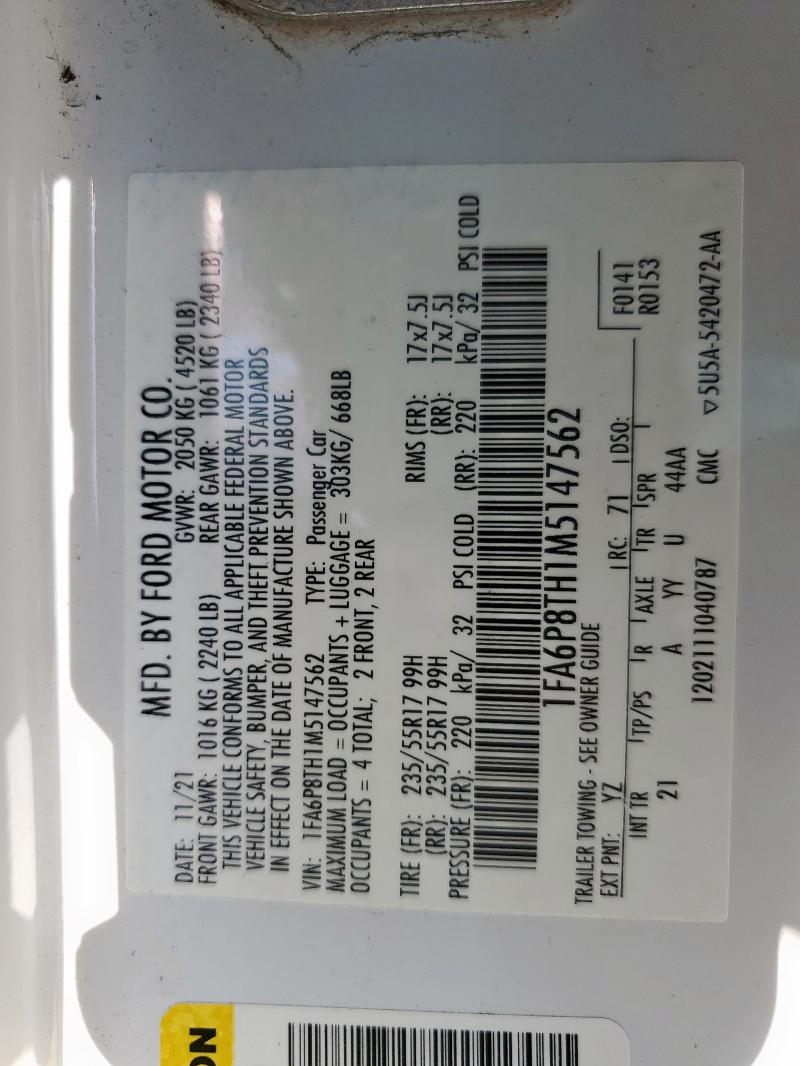 MFD. BY FORD MOTOR CO.
DATE: 11/21 GVWR: 2050 KG ( 4520 LB)
FRONT GAWR: 1016 KG ( 2240 LB) REAR GAWR: 1061 KG ( 2340 LB)
THIS VEHICLE CONFORMS TO ALL APPLICABLE FEDERAL MOTOR
VEHICLE SAFETY, BUMPER, AND THEFT PREVENTION STANDARDS
IN EFFECT ON THE DATE OF MANUFACTURE SHOWN ABOVE.
VIN: 1FA6P8TH1M5147562 TYPE: Passenger Car
MAXIMUM LOAD = OCCUPANTS + LUGGAGE = 303KG/ 668LB
OCCUPANTS = 4 TOTAL; 2 FRONT, 2 REAR
TIRE (FR): 235/55R17 99H RIMS (FR): 17x7.5J
(RR): 235/55R17 99H (RR): 17x7.5J
PRESSURE (FR): 220 kPa/ 32 PSI COLD (RR): 220 kPa/ 32 PSI COLD
1FA6P8TH1M5147562
TRAILER TOWING - SEE OWNER GUIDE
EXT PNT: YZ RC: 71 DSO: F0141
R0153
INT TR TP/PS R AXLE TR SPR
21 A YY U 44AA
1202111040787 CMC ▽5U5A-5420472-AA
ON